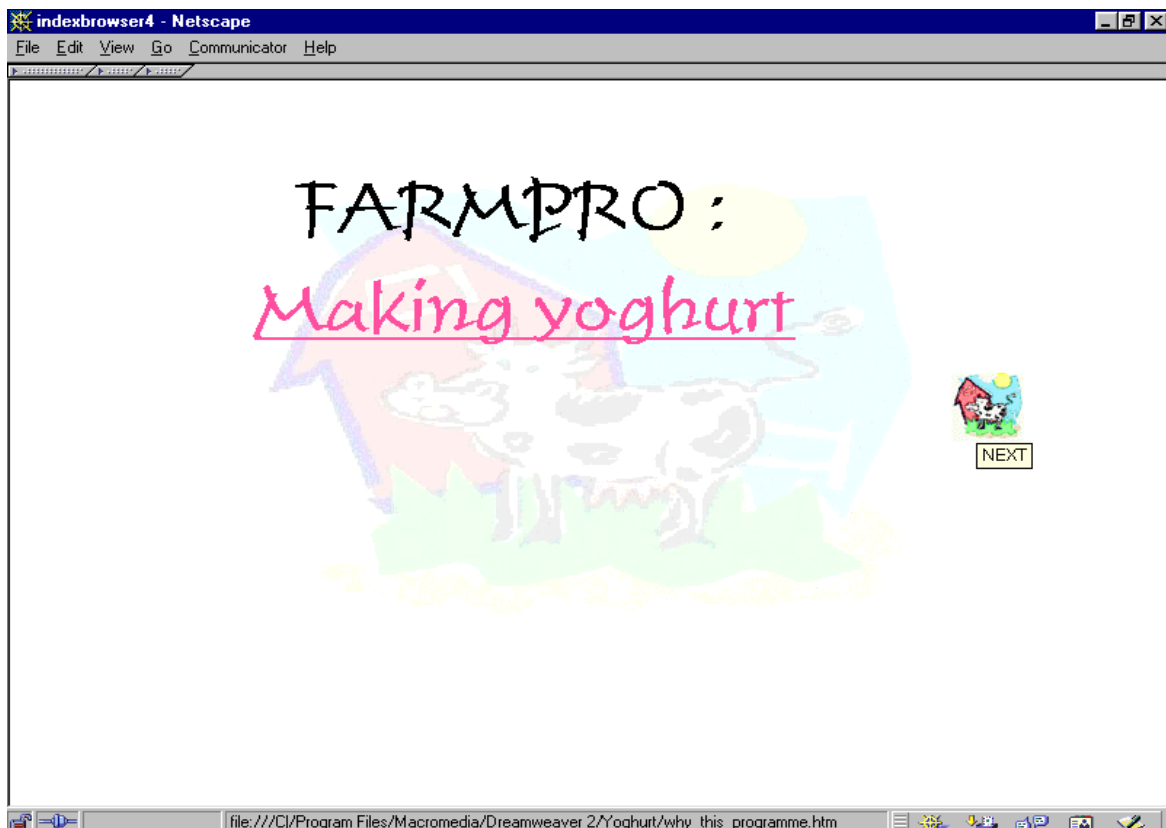 indexbrowser4 - Netscape
File Edit View Go Communicator Help
FARMPRO :
Making yoghurt
NEXT
file:///C|/Program Files/Macromedia/Dreamweaver 2/Yoghurt/why_this_programme.htm